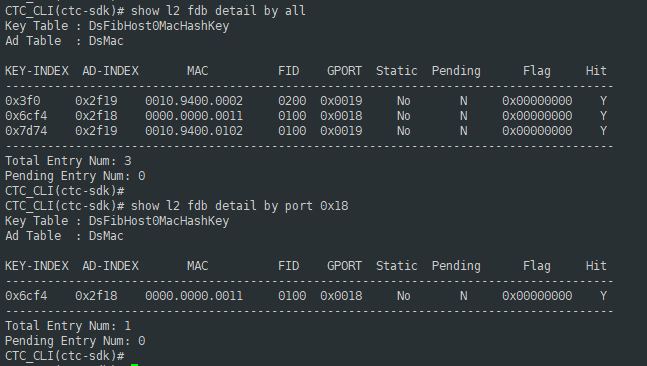 CTC_CLI(ctc-sdk)# show l2 fdb detail by all
Key Table : DsFibHost0MacHashKey
Ad Table  : DsMac
KEY-INDEX  AD-INDEX       MAC          FID    GPORT  Static  Pending      Flag     Hit
--------------------------------------------------------------------------------------
0x3f0     0x2f19    0010.9400.0002    0200  0x0019     No       N     0x00000000    Y
0x6cf4    0x2f18    0000.0000.0011    0100  0x0018     No       N     0x00000000    Y
0x7d74    0x2f19    0010.9400.0102    0100  0x0019     No       N     0x00000000    Y
--------------------------------------------------------------------------------------
Total Entry Num: 3
Pending Entry Num: 0
CTC_CLI(ctc-sdk)#
CTC_CLI(ctc-sdk)# show l2 fdb detail by port 0x18
Key Table : DsFibHost0MacHashKey
Ad Table  : DsMac
KEY-INDEX  AD-INDEX       MAC          FID    GPORT  Static  Pending      Flag     Hit
--------------------------------------------------------------------------------------
0x6cf4    0x2f18    0000.0000.0011    0100  0x0018     No       N     0x00000000    Y
--------------------------------------------------------------------------------------
Total Entry Num: 1
Pending Entry Num: 0
CTC_CLI(ctc-sdk)#